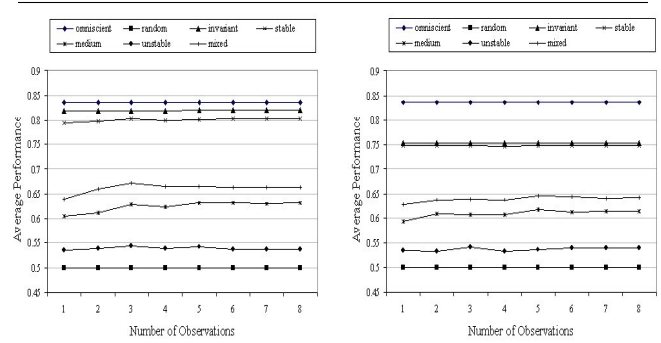 omniscient random invariant stable
medium unstable mixed
0.9
0.85
0.8
0.75
0.7
0.65
0.6
0.55
0.5
0.45
Average Performance
1 2 3 4 5 6 7 8
Number of Observations
omniscient random invariant stable
medium unstable mixed
0.9
0.85
0.8
0.75
0.7
0.65
0.6
0.55
0.5
0.45
Average Performance
1 2 3 4 5 6 7 8
Number of Observations